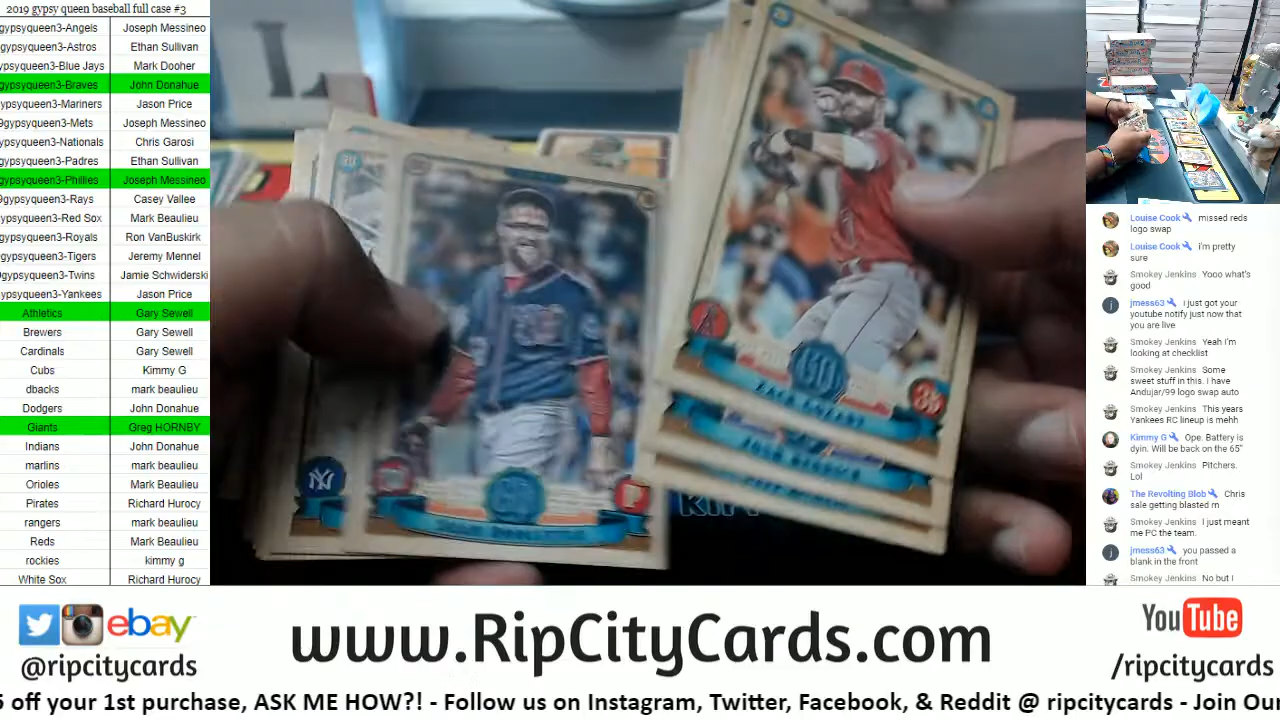 2019 gypsy queen baseball full case #3
gypsyqueen3-Angels Joseph Messineo
gypsyqueen3-Astros Ethan Sullivan
ypsyqueen3-Blue Jays Mark Dooher
gypsyqueen3-Braves John Donahue
ypsyqueen3-Mariners Jason Price
9gypsyqueen3-Mets Joseph Messineo
gypsyqueen3-Nationals Chris Garosi
gypsyqueen3-Padres Ethan Sullivan
gypsyqueen3-Phillies Joseph Messineo
9gypsyqueen3-Rays Casey Vallee
ypsyqueen3-Red Sox Mark Beaulieu
gypsyqueen3-Royals Ron VanBuskirk
gypsyqueen3-Tigers Jeremy Mennel
9gypsyqueen3-Twins Jamie Schwiderski
ypsyqueen3-Yankees Jason Price
Athletics Gary Sewell
Brewers Gary Sewell
Cardinals Gary Sewell
Cubs Kimmy G
dbacks mark beaulieu
Dodgers John Donahue
Giants Greg HORNBY
Indians John Donahue
marlins mark beaulieu
Orioles Mark Beaulieu
Pirates Richard Hurocy
rangers mark beaulieu
Reds Mark Beaulieu
rockies kimmy g
White Sox Richard Hurocy
GQ
ZACK COZART
Louise Cook missed reds
logo swap
Louise Cook i'm pretty
sure
Smokey Jenkins Yooo what's
good
jmess63 I just got your
youtube notify just now that
you are live
Smokey Jenkins Yeah I'm
looking at checklist
Smokey Jenkins Some
sweet stuff in this. I have
Andujar/99 logo swap auto
Smokey Jenkins This years
Yankees RC lineup is mehh
Kimmy G Ope. Battery is
dyin. Will be back on the 65"
Smokey Jenkins Pitchers.
Lol
The Revolting Blob Chris
sale getting blasted rn
Smokey Jenkins I just meant
me PC the team.
jmess63 you passed a
blank in the front
Smokey Jenkins No but I
ebay
@ripcitycards
www.RipCityCards.com
YouTube
/ripcitycards
5 off your 1st purchase, ASK ME HOW?! - Follow us on Instagram, Twitter, Facebook, & Reddit @ ripcitycards - Join Our